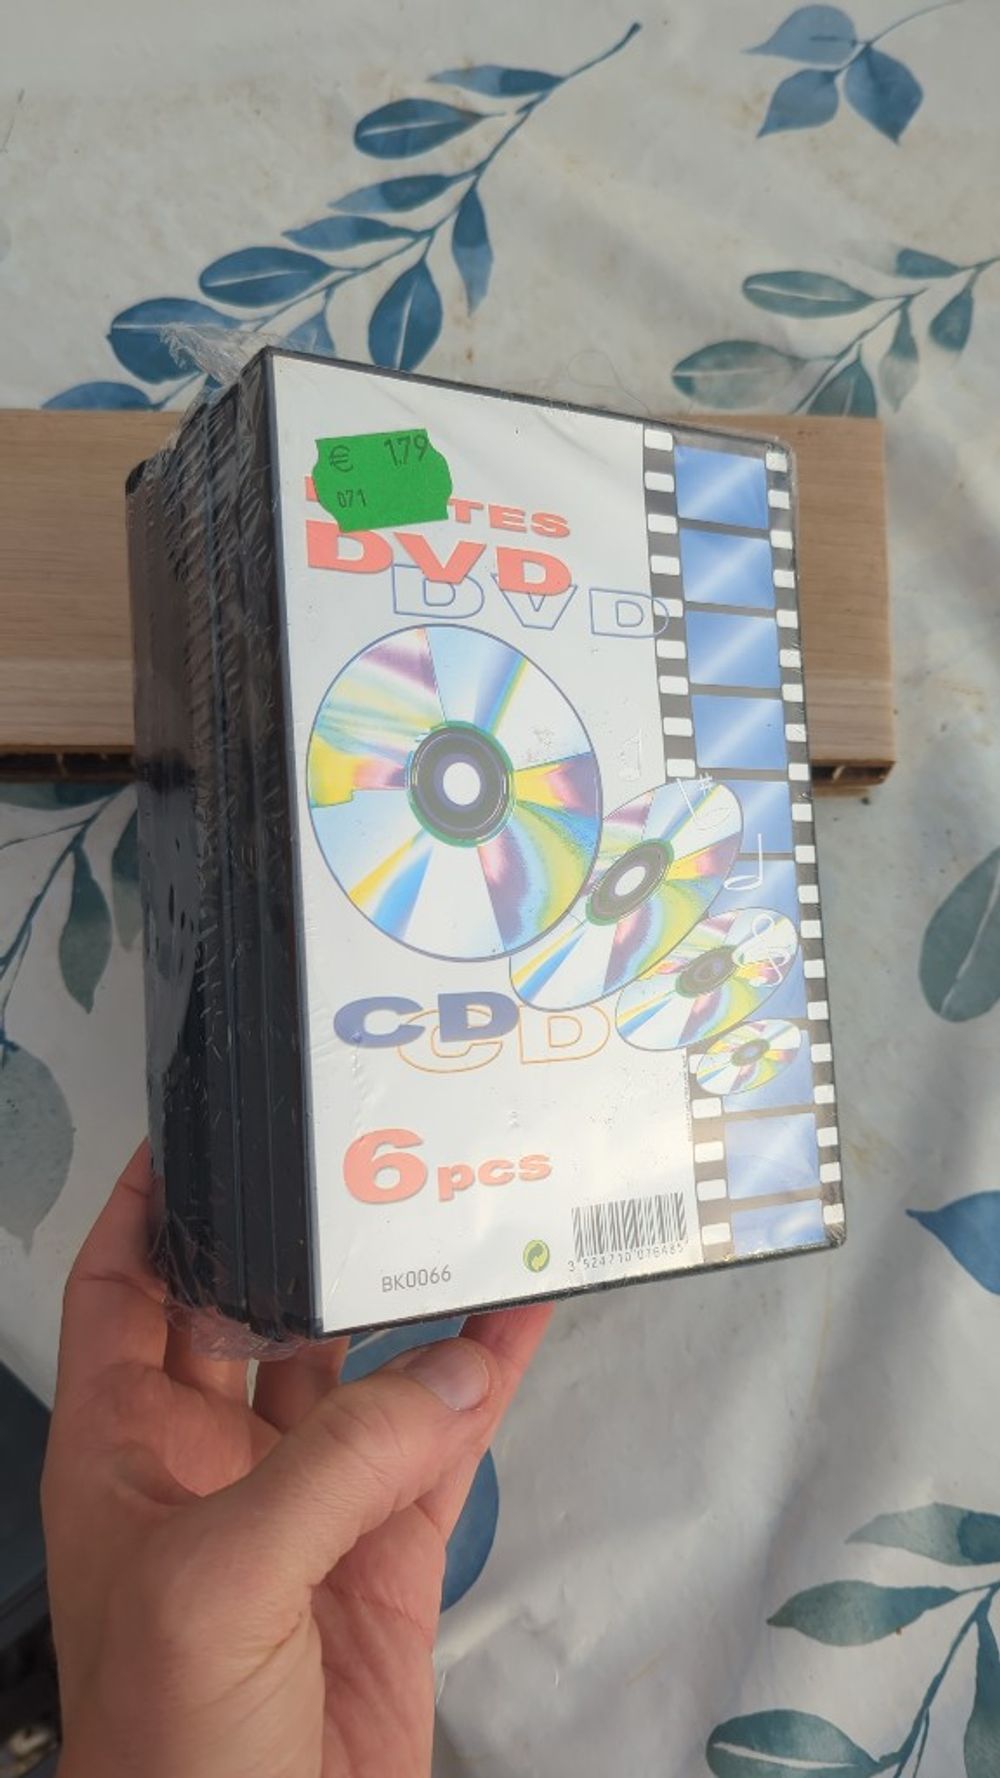 € 1.79
071
TES
DVD
DVD
CD
CD
6 pcs
BK0066
3 524710 076485